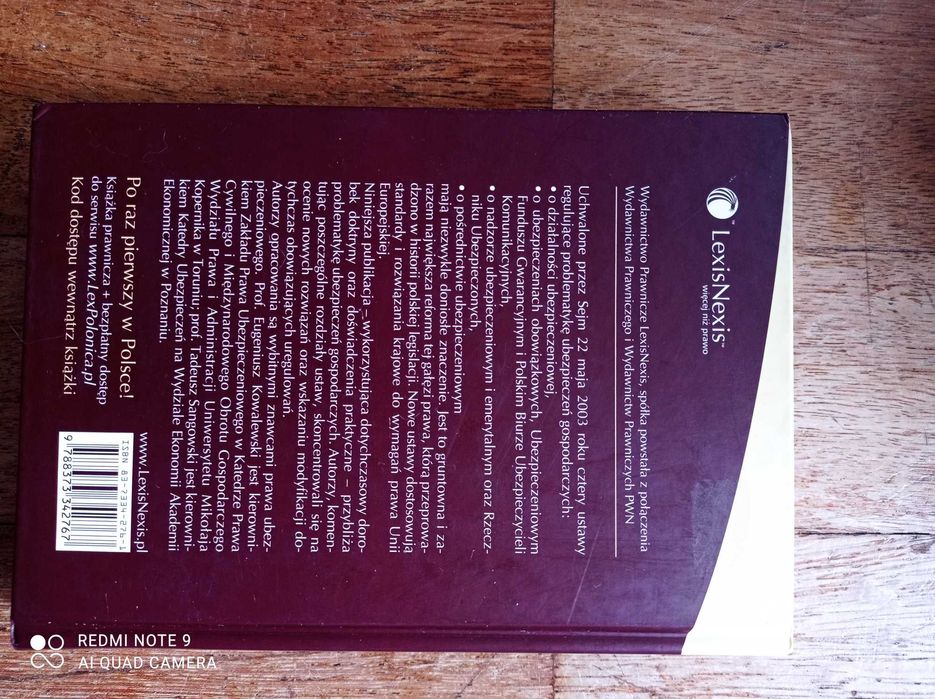 LexisNexis™
więcej niż prawo
Wydawnictwo Prawnicze LexisNexis, spółka powstała z połączenia
Wydawnictwa Prawniczego i Wydawnictw Prawniczych PWN
Uchwalone przez Sejm 22 maja 2003 roku cztery ustawy
regulujące problematykę ubezpieczeń gospodarczych:
• o działalności ubezpieczeniowej,
• o ubezpieczeniach obowiązkowych, Ubezpieczeniowym
Funduszu Gwarancyjnym i Polskim Biurze Ubezpieczycieli
Komunikacyjnych,
• o nadzorze ubezpieczeniowym i emerytalnym oraz Rzecz-
niku Ubezpieczonych,
• o pośrednictwie ubezpieczeniowym
mają niezwykle doniosłe znaczenie. Jest to gruntowna i za-
razem największa reforma tej gałęzi prawa, którą przeprowa-
dzono w historii polskiej legislacji. Nowe ustawy dostosowują
standardy i rozwiązania krajowe do wymagań prawa Unii
Europejskiej.
Niniejsza publikacja – wykorzystująca dotychczasowy doro-
bek doktryny oraz doświadczenia praktyczne – przybliża
problematykę ubezpieczeń gospodarczych. Autorzy, komen-
tując poszczególne rozdziały ustaw, skoncentrowali się na
ocenie nowych rozwiązań oraz wskazaniu modyfikacji do-
tychczas obowiązujących uregulowań.
Autorzy opracowania są wybitnymi znawcami prawa ubez-
pieczeniowego. Prof. Eugeniusz Kowalewski jest kierowni-
kiem Zakładu Prawa Ubezpieczeniowego w Katedrze Prawa
Cywilnego i Międzynarodowego Obrotu Gospodarczego
Wydziału Prawa i Administracji Uniwersytetu Mikołaja
Kopernika w Toruniu; prof. Tadeusz Sangowski jest kierowni-
kiem Katedry Ubezpieczeń na Wydziale Ekonomii Akademii
Ekonomicznej w Poznaniu.
Po raz pierwszy w Polsce!
Książka prawnicza + bezpłatny dostęp
do serwisu www.LexPolonica.pl
Kod dostępu wewnątrz książki
www.LexisNexis.pl
ISBN 83-7334-276-1
9 788373 342767
REDMI NOTE 9
AI QUAD CAMERA